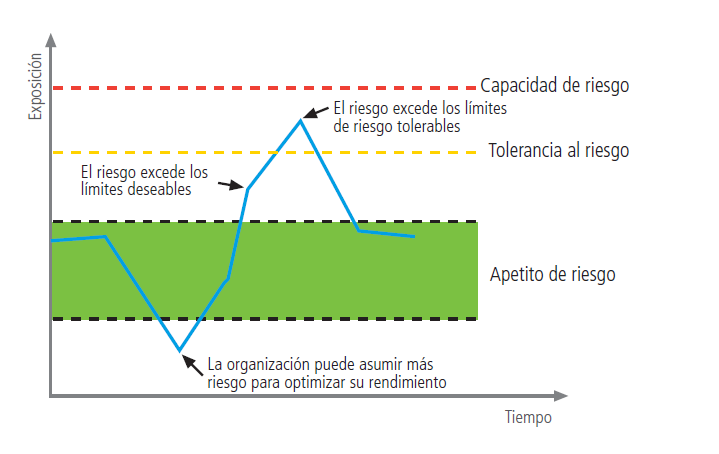 Exposición
Capacidad de riesgo
El riesgo excede los límites
de riesgo tolerables
Tolerancia al riesgo
El riesgo excede los
límites deseables
Apetito de riesgo
La organización puede asumir más
riesgo para optimizar su rendimiento
Tiempo